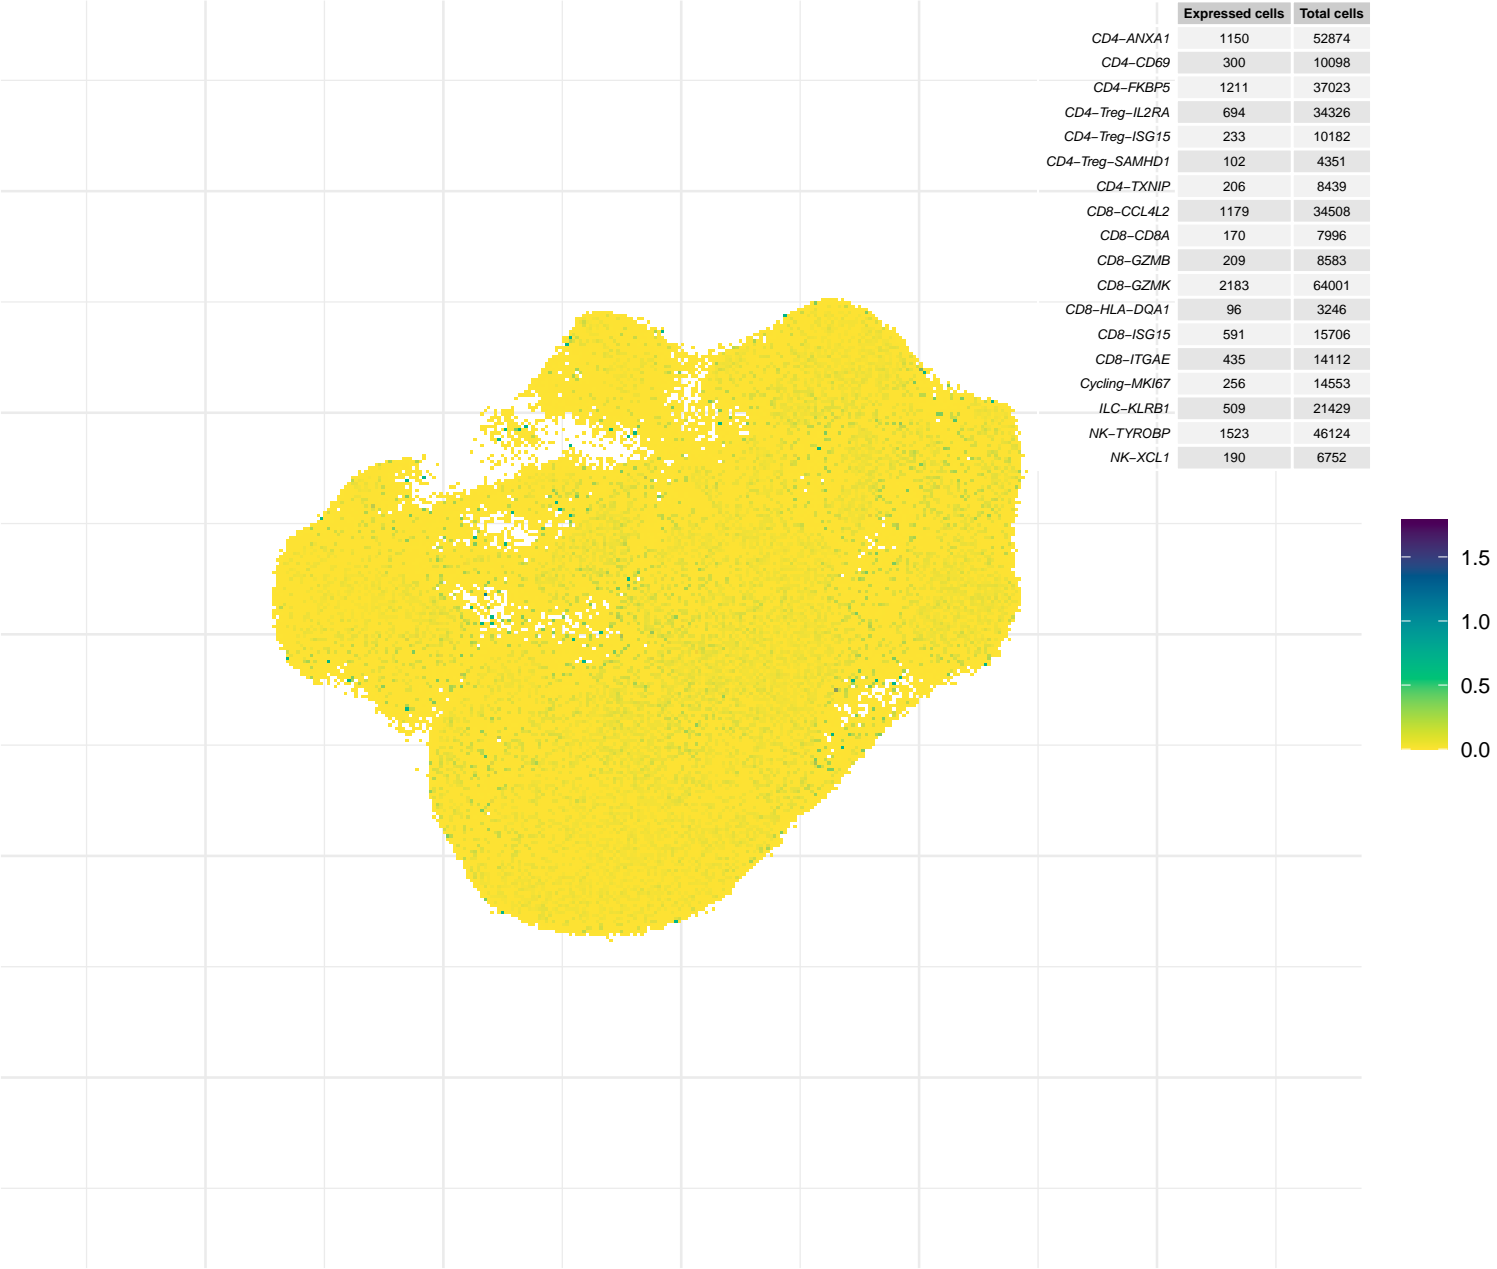 Expressed cells Total cells
CD4−ANXA1 1150 52874
CD4−CD69 300 10098
CD4−FKBP5 1211 37023
CD4−Treg−IL2RA 694 34326
CD4−Treg−ISG15 233 10182
CD4−Treg−SAMHD1 102 4351
CD4−TXNIP 206 8439
CD8−CCL4L2 1179 34508
CD8−CD8A 170 7996
CD8−GZMB 209 8583
CD8−GZMK 2183 64001
CD8−HLA−DQA1 96 3246
CD8−ISG15 591 15706
CD8−ITGAE 435 14112
Cycling−MKI67 256 14553
ILC−KLRB1 509 21429
NK−TYROBP 1523 46124
NK−XCL1 190 6752
1.5
1.0
0.5
0.0